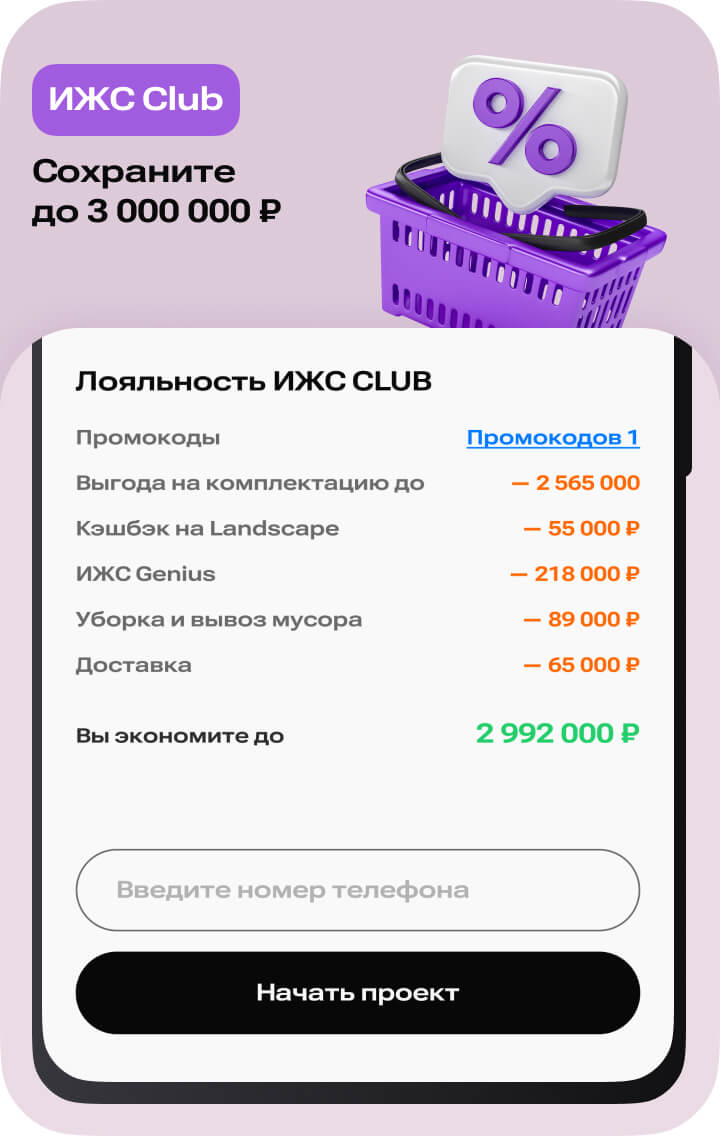 ИЖС Club
Сохраните
до 3 000 000 ₽
%
Лояльность ИЖС CLUB
Промокоды Промокодов 1
Выгода на комплектацию до — 2 565 000
Кэшбэк на Landscape — 55 000 ₽
ИЖС Genius — 218 000 ₽
Уборка и вывоз мусора — 89 000 ₽
Доставка — 65 000 ₽
Вы экономите до 2 992 000 ₽
Введите номер телефона
Начать проект